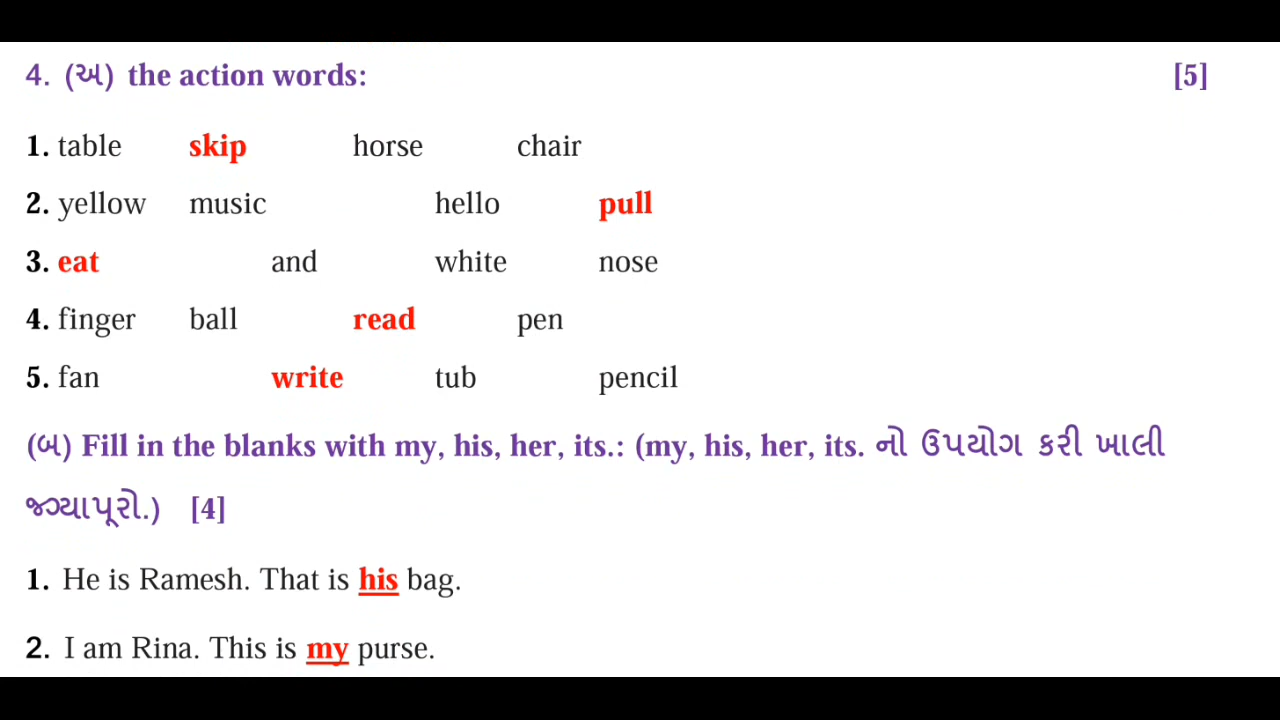 4. (અ) the action words: [5]
1. table skip horse chair
2. yellow music hello pull
3. eat and white nose
4. finger ball read pen
5. fan write tub pencil
(બ) Fill in the blanks with my, his, her, its.: (my, his, her, its. નો ઉપયોગ કરી ખાલી
જગ્યાપૂરો.) [4]
1. He is Ramesh. That is his bag.
2. I am Rina. This is my purse.